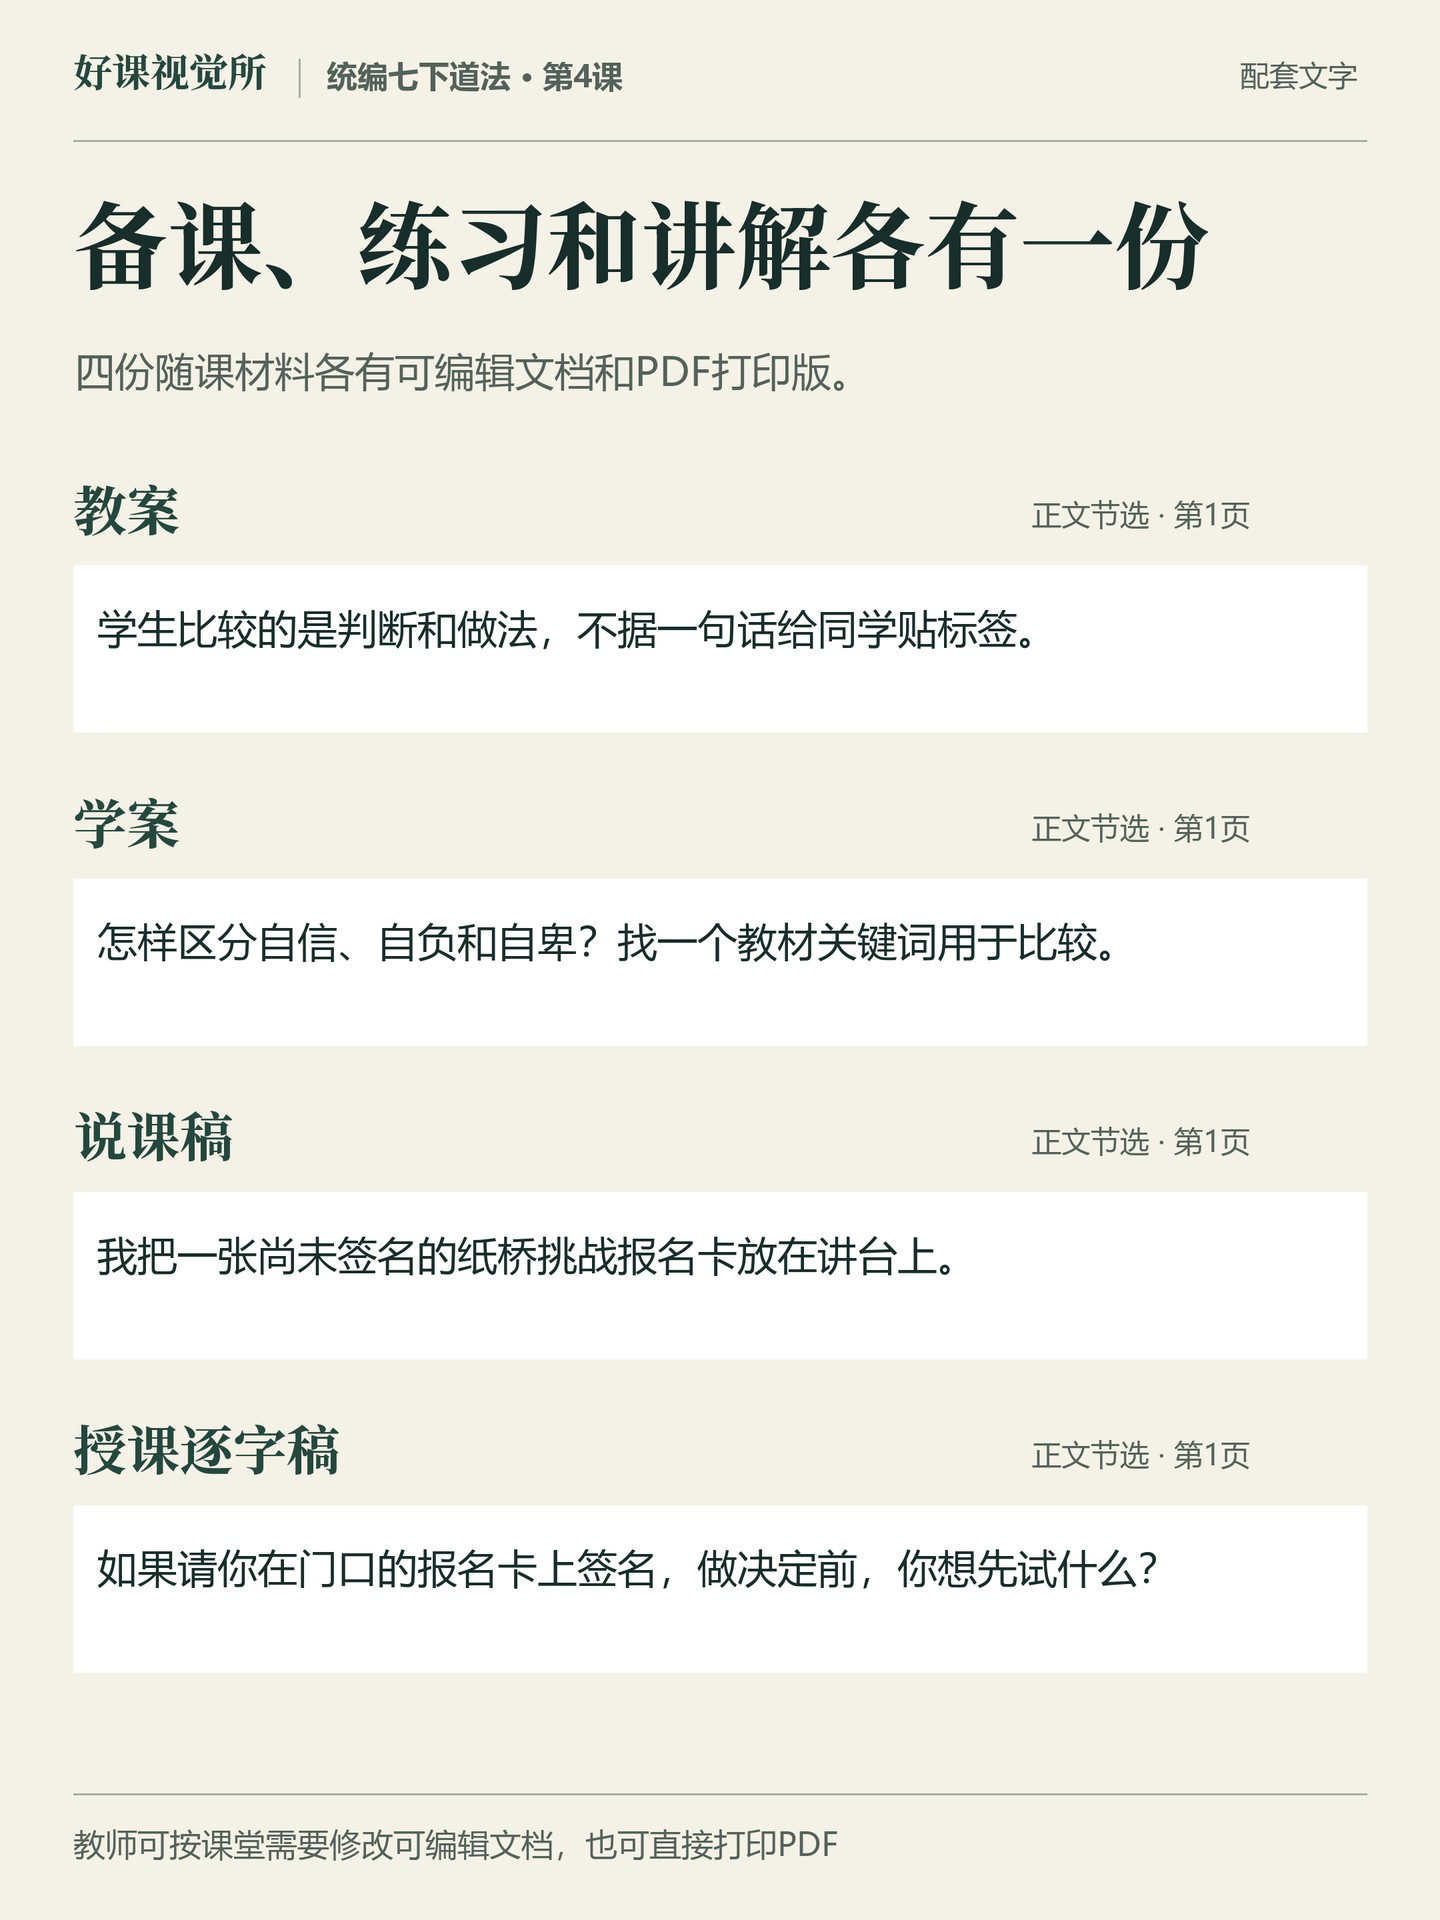 好课视觉所 统编七下道法·第4课 配套文字
备课、练习和讲解各有一份
四份随课材料各有可编辑文档和PDF打印版。
教案 正文节选·第1页
学生比较的是判断和做法，不据一句话给同学贴标签。
学案 正文节选·第1页
怎样区分自信、自负和自卑？找一个教材关键词用于比较。
说课稿 正文节选·第1页
我把一张尚未签名的纸桥挑战报名卡放在讲台上。
授课逐字稿 正文节选·第1页
如果请你在门口的报名卡上签名，做决定前，你想先试什么？
教师可按课堂需要修改可编辑文档，也可直接打印PDF